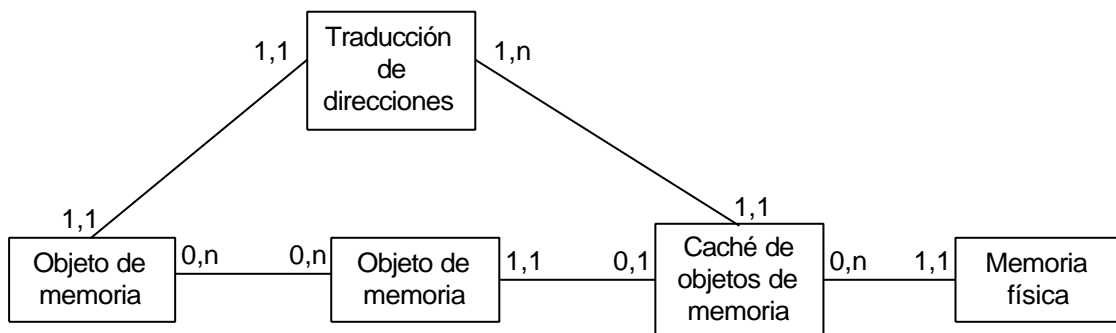 Traducción
de
direcciones
1,1
1,n
1,1
1,1
Objeto de
memoria
0,n
0,n
Objeto de
memoria
1,1
0,1
Caché de
objetos de
memoria
0,n
1,1
Memoria
física